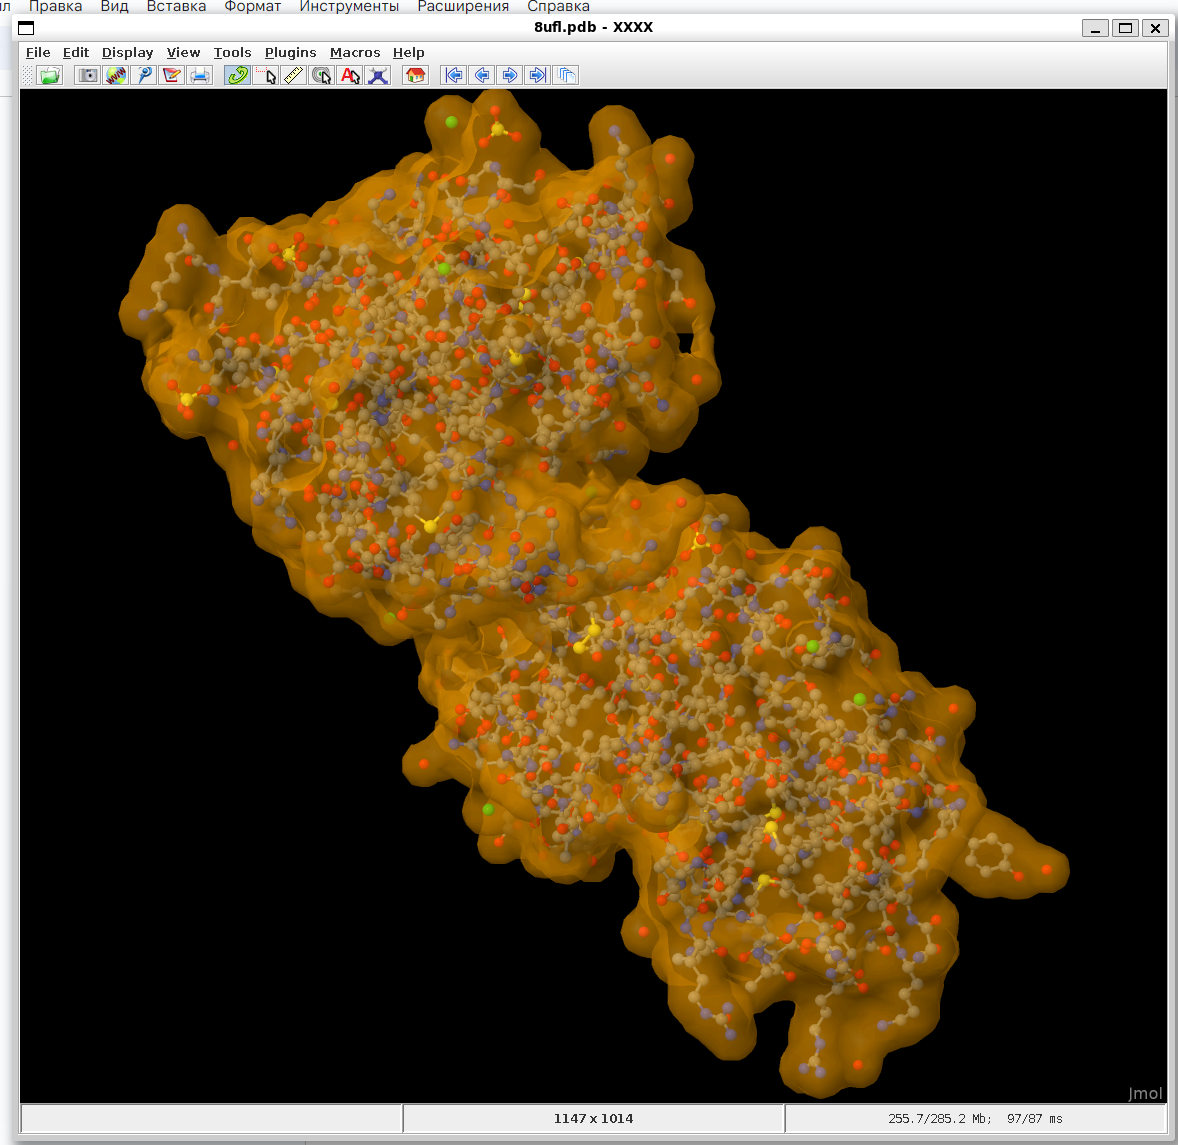 Правка Вид Вставка Формат Инструменты Расширения Справка
8ufl.pdb - XXXX
File Edit Display View Tools Plugins Macros Help
Jmol
1147 x 1014
255.7/285.2 Mb; 97/87 ms